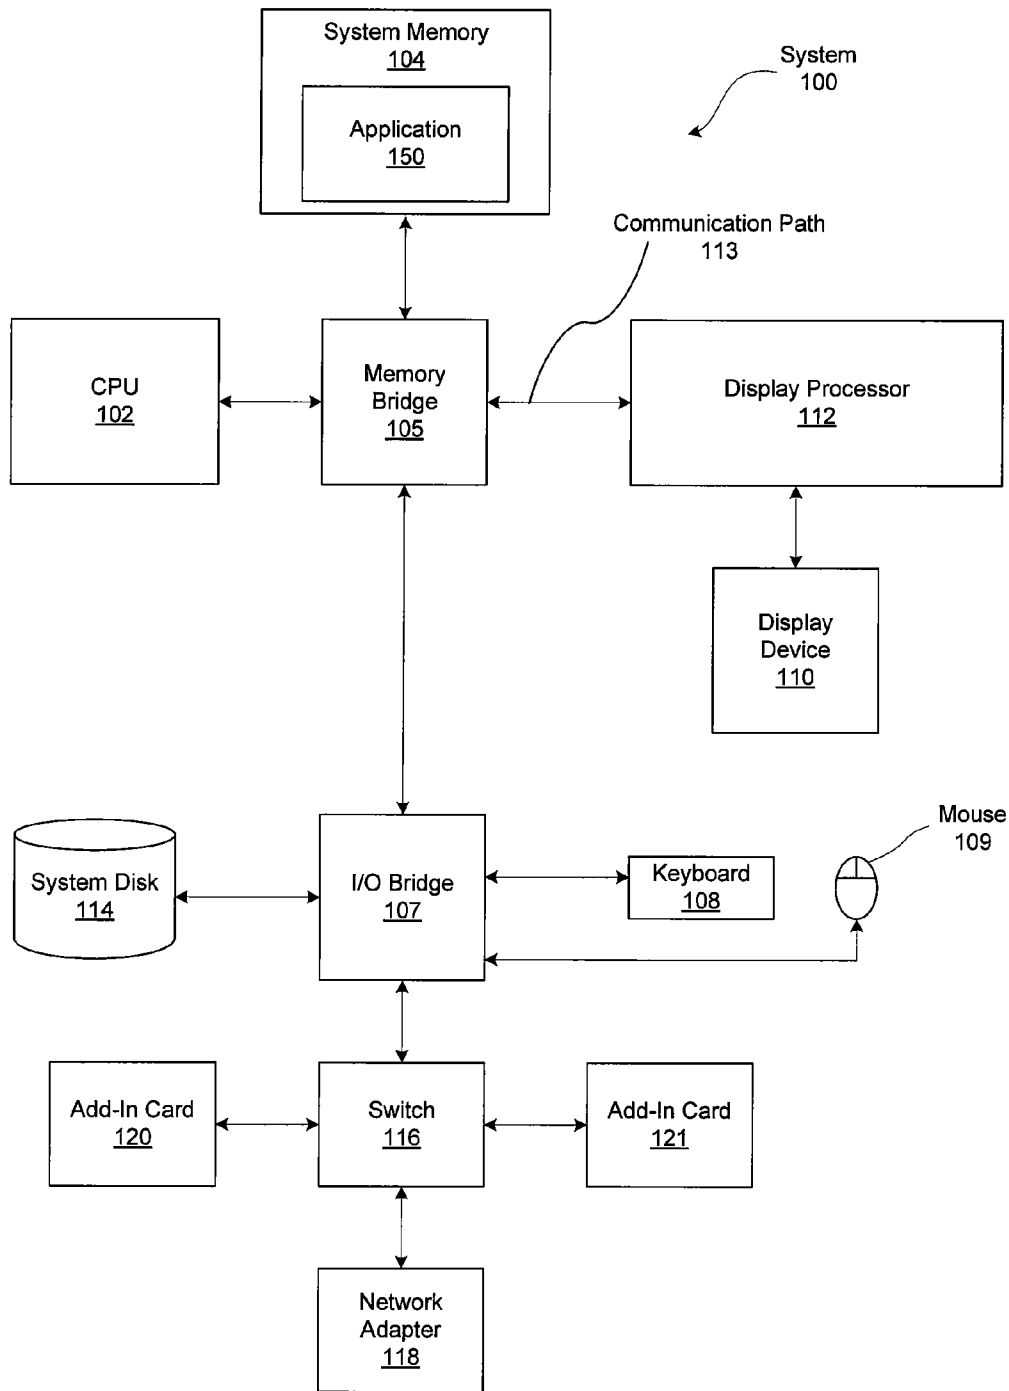 System Memory
104
Application
150
System
100
Communication Path
113
CPU
102
Memory
Bridge
105
Display Processor
112
Display
Device
110
System Disk
114
I/O Bridge
107
Keyboard
108
Mouse
109
Add-In Card
120
Switch
116
Add-In Card
121
Network
Adapter
118